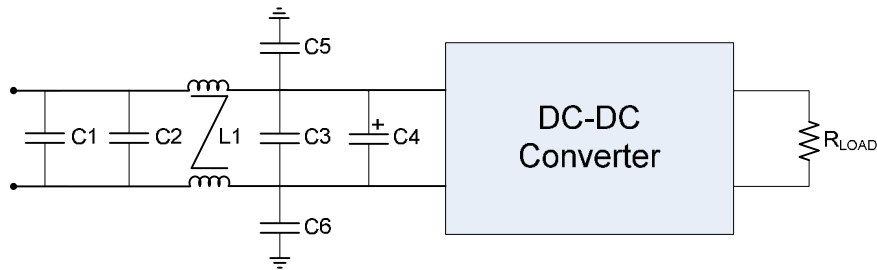 C5
C1
C2
L1
C3
+
C4
DC-DC
Converter
RLOAD
C6